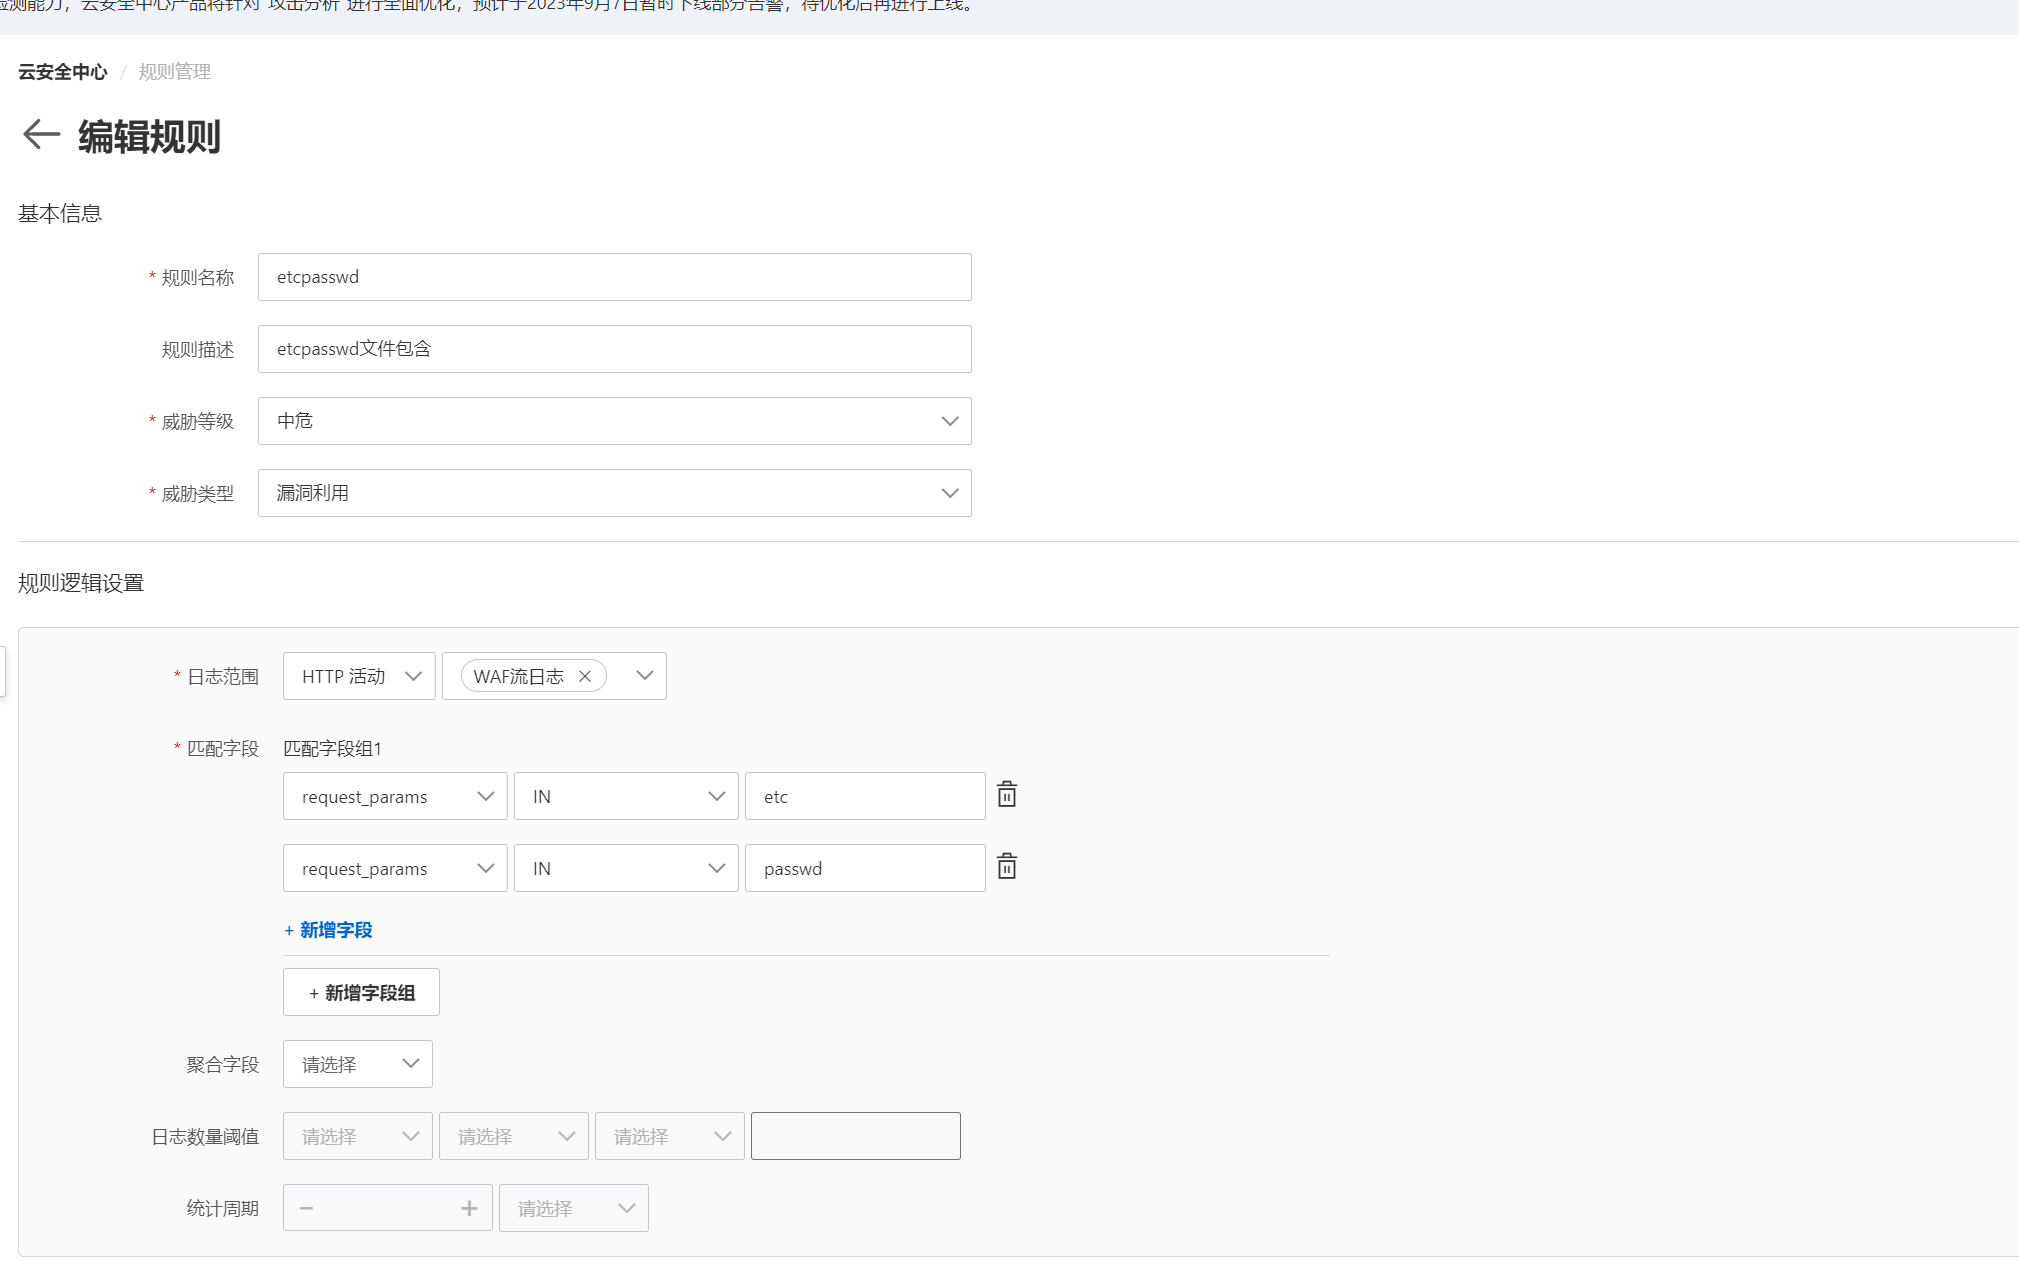 检测能力，云安全中心产品将针对"攻击分析"进行全面优化，预计于2023年9月7日暂时下线部分告警，待优化后再进行上线。
云安全中心 / 规则管理
编辑规则
基本信息
* 规则名称 etcpasswd
规则描述 etcpasswd文件包含
* 威胁等级 中危
* 威胁类型 漏洞利用
规则逻辑设置
* 日志范围 HTTP 活动 WAF流日志
* 匹配字段 匹配字段组1
request_params IN etc
request_params IN passwd
+ 新增字段
+ 新增字段组
聚合字段 请选择
日志数量阈值 请选择 请选择 请选择
统计周期 − + 请选择